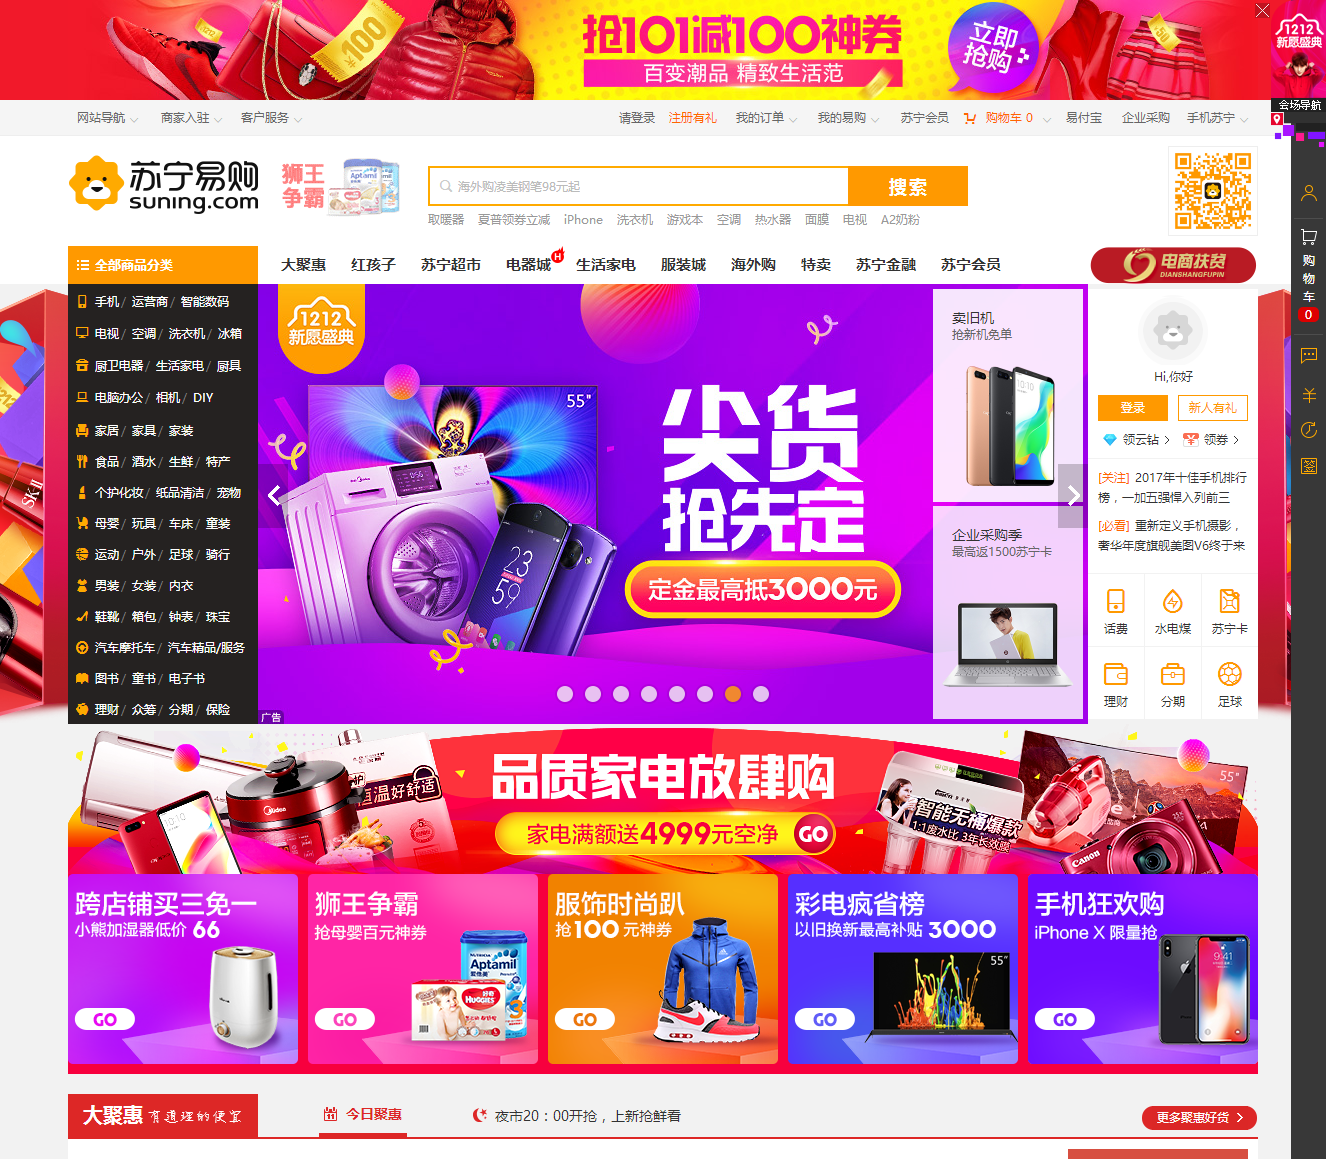 抢101减100神券
百变潮品 精致生活范
立即
抢购
1212
新愿盛典
会场导航
网站导航
商家入驻
客户服务
请登录
注册有礼
我的订单
我的易购
苏宁会员
购物车 0
易付宝
企业采购
手机苏宁
苏宁易购
suning.com
狮王
争霸
Aptamil
海外购凌美钢笔98元起
搜索
取暖器 夏普领券立减 iPhone 洗衣机 游戏本 空调 热水器 面膜 电视 A2奶粉
全部商品分类
大聚惠
红孩子
苏宁超市
电器城
H
生活家电
服装城
海外购
特卖
苏宁金融
苏宁会员
电商扶贫
DIANSHANGFUPIN
手机/ 运营商/ 智能数码
电视/ 空调/ 洗衣机/ 冰箱
厨卫电器/ 生活家电/ 厨具
电脑办公/ 相机/ DIY
家居/ 家具/ 家装
食品/ 酒水/ 生鲜/ 特产
个护化妆/ 纸品清洁/ 宠物
母婴/ 玩具/ 车床/ 童装
运动/ 户外/ 足球/ 骑行
男装/ 女装/ 内衣
鞋靴/ 箱包/ 钟表/ 珠宝
汽车摩托车/ 汽车精品/服务
图书/ 童书/ 电子书
理财/ 众筹/ 分期/ 保险
1212
新愿盛典
55"
尖货
抢先定
定金最高抵3000元
23
59
广告
卖旧机
抢新机免单
企业采购季
最高返1500苏宁卡
Hi,你好
登录
新人有礼
领云钻
领券
[关注] 2017年十佳手机排行
榜，一加五强悍入列前三
[必看] 重新定义手机摄影，
奢华年度旗舰美图V6终于来
话费
水电煤
苏宁卡
理财
分期
足球
购
物
车
0
签
SK-II
品质家电放肆购
家电满额送4999元空净
GO
Midea
恒温好舒适
智能无桶爆款
1:1废水比 3年长效膜
Canon
55"
跨店铺买三免一
小熊加湿器低价 66
GO
狮王争霸
抢母婴百元神券
GO
Aptamil
HUGGIES
服饰时尚趴
抢100元神券
GO
彩电疯省榜
以旧换新最高补贴 3000
55"
GO
手机狂欢购
iPhone X 限量抢
9:41
GO
大聚惠 有道理的便宜
今日聚惠
夜市20：00开抢，上新抢鲜看
更多聚惠好货